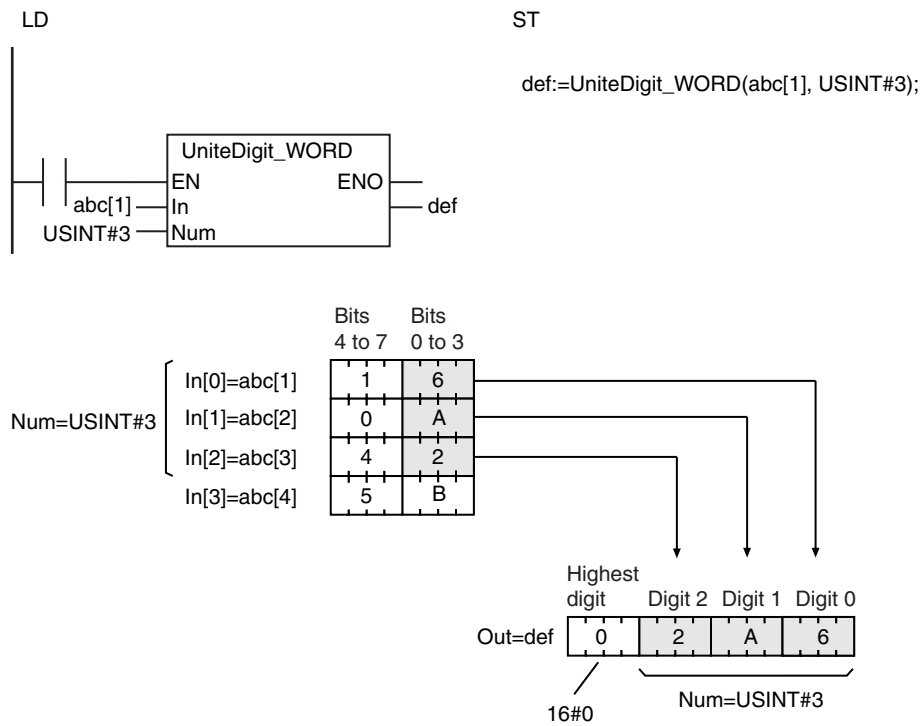 LD
ST
def:=UniteDigit_WORD(abc[1], USINT#3);
UniteDigit_WORD
EN ENO
abc[1] In def
USINT#3 Num
Bits Bits
4 to 7 0 to 3
In[0]=abc[1] 1 6
Num=USINT#3
In[1]=abc[2] 0 A
In[2]=abc[3] 4 2
In[3]=abc[4] 5 B
Highest
digit Digit 2 Digit 1 Digit 0
Out=def 0 2 A 6
Num=USINT#3
16#0